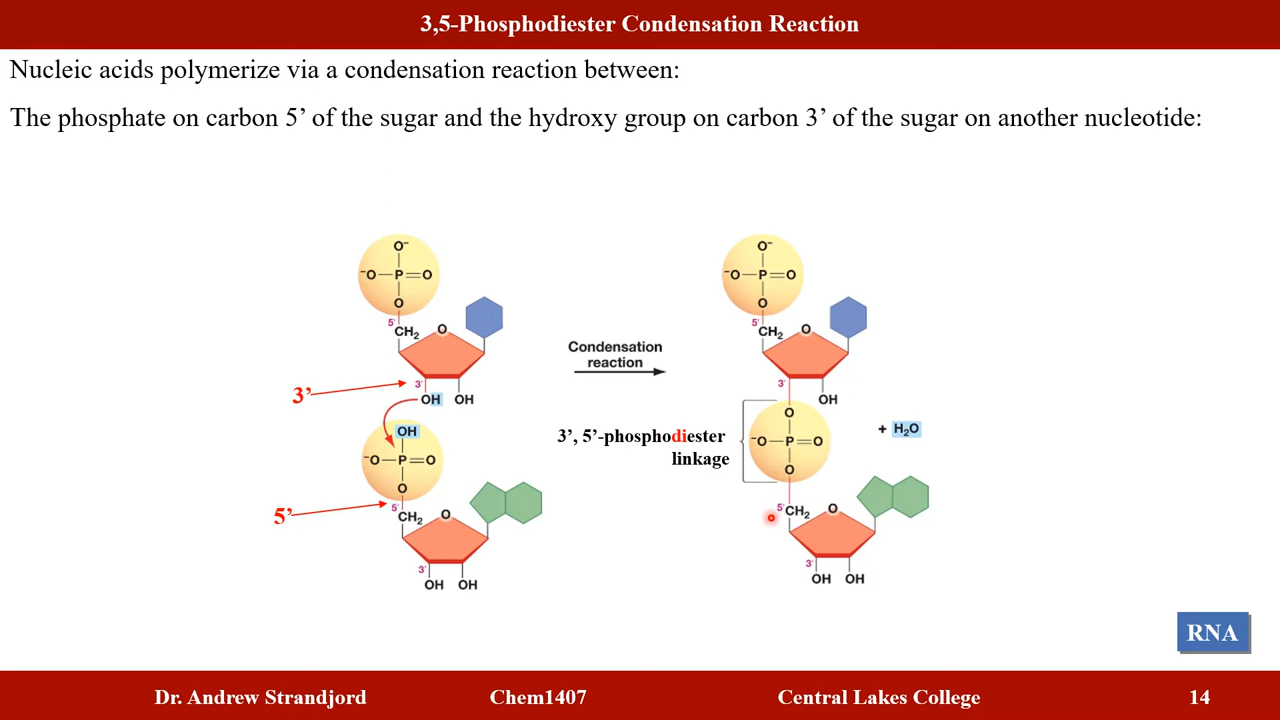 3,5-Phosphodiester Condensation Reaction
Nucleic acids polymerize via a condensation reaction between:
The phosphate on carbon 5’ of the sugar and the hydroxy group on carbon 3’ of the sugar on another nucleotide:
O⁻
⁻O—P=O
O
5′
CH₂
O
3′
OH
OH
3’
OH
⁻O—P=O
O
5’
5′
CH₂
O
3′
OH
OH
Condensation
reaction
3’, 5’-phosphodiester
linkage
O⁻
⁻O—P=O
O
5′
CH₂
O
3′
OH
O
⁻O—P=O
O
5′
CH₂
O
3′
OH
OH
+ H₂O
RNA
Dr. Andrew Strandjord
Chem1407
Central Lakes College
14